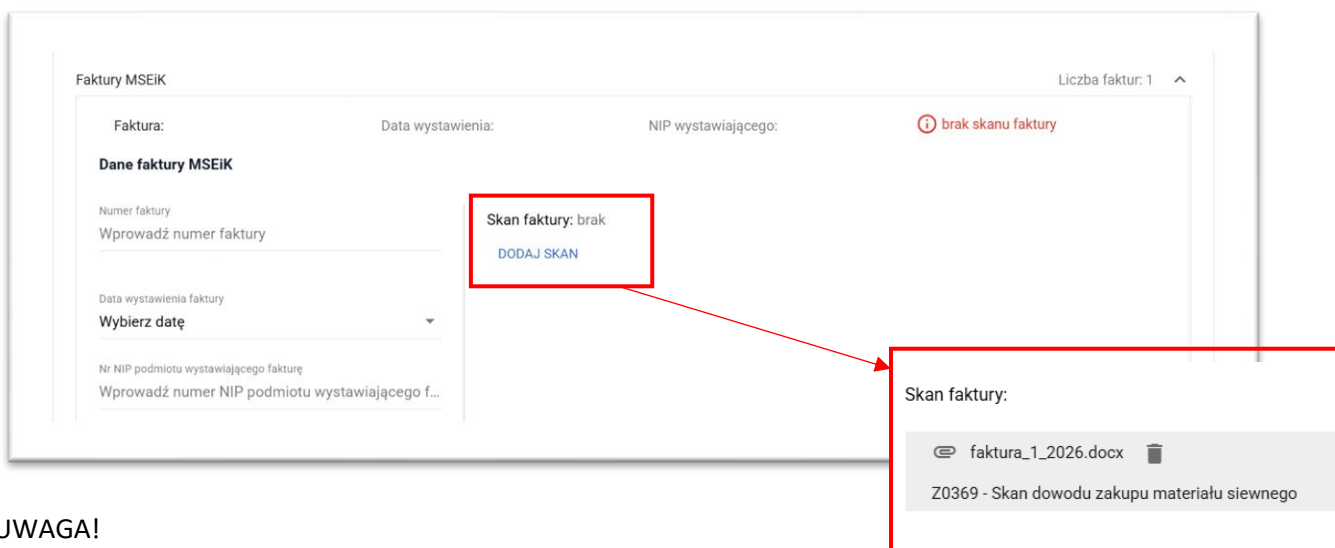 Faktury MSEiK Liczba faktur: 1
Faktura: Data wystawienia: NIP wystawiającego: brak skanu faktury
Dane faktury MSEiK
Numer faktury
Wprowadź numer faktury
Skan faktury: brak
DODAJ SKAN
Data wystawienia faktury
Wybierz datę
Nr NIP podmiotu wystawiającego fakturę
Wprowadź numer NIP podmiotu wystawiającego f...
Skan faktury:
faktura_1_2026.docx
Z0369 - Skan dowodu zakupu materiału siewnego
UWAGA!